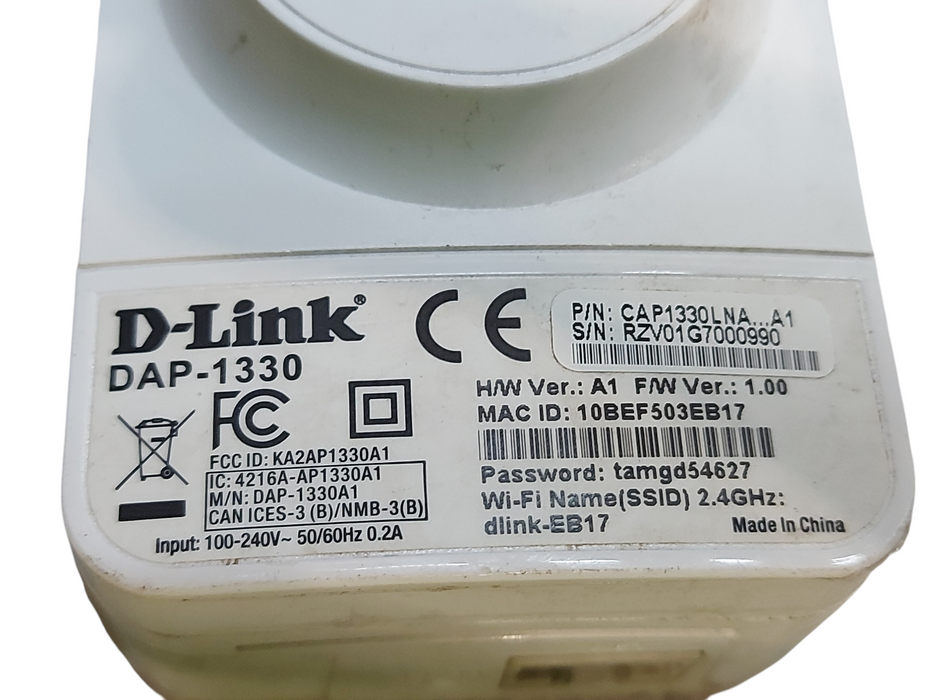 D-Link®
DAP-1330
CE
P/N: CAP1330LNA...A1
S/N: RZV01G7000990
H/W Ver.: A1 F/W Ver.: 1.00
MAC ID: 10BEF503EB17
FC
FCC ID: KA2AP1330A1
IC: 4216A-AP1330A1
M/N: DAP-1330A1
CAN ICES-3 (B)/NMB-3(B)
Input: 100-240V~ 50/60Hz 0.2A
Password: tamgd54627
Wi-Fi Name(SSID) 2.4GHz:
dlink-EB17
Made In China